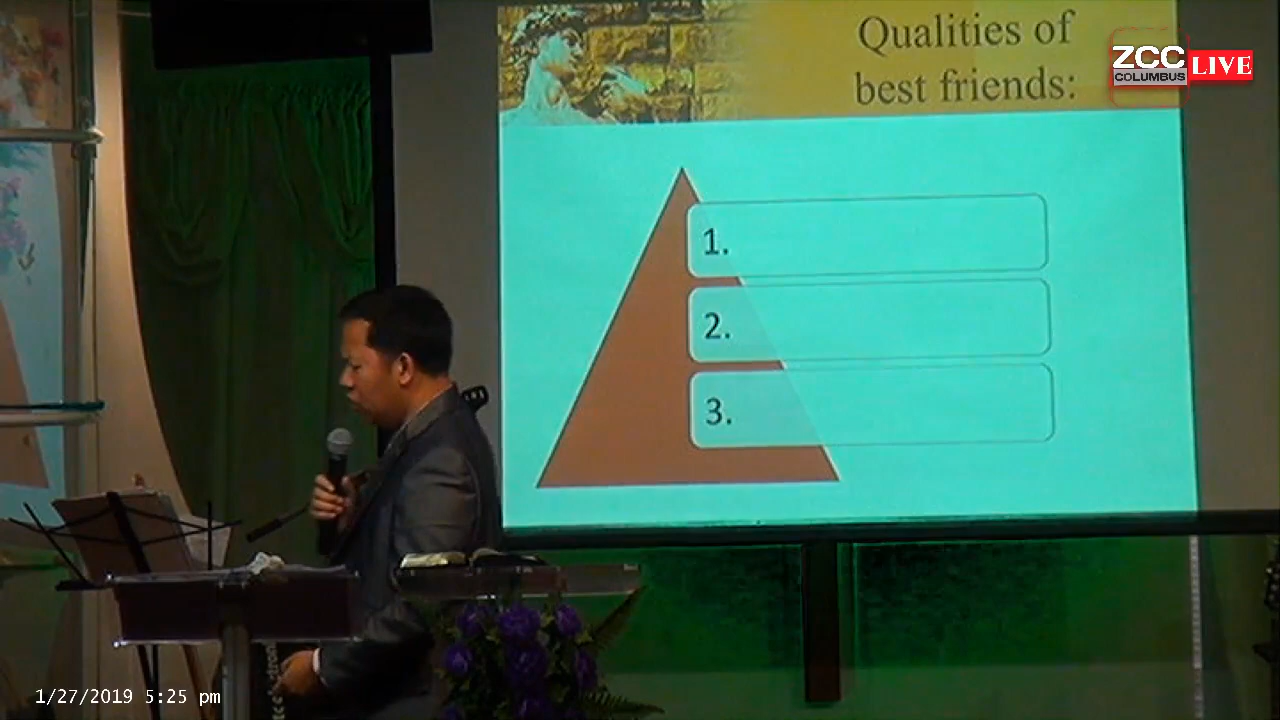 Qualities of
best friends:
ZCC
COLUMBUS
LIVE
1.
2.
3.
1/27/2019 5:25 pm